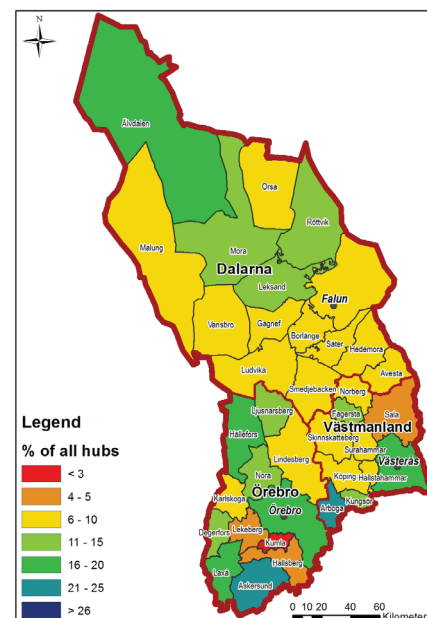 N
Älvdalen
Orsa
Rättvik
Malung
Mora
Dalarna
Leksand
Falun
Vansbro
Gagnef
Borlänge
Säter
Hedemora
Ludvika
Avesta
Smedjebacken
Norberg
Ljusnarsberg
Fagersta
Sala
Västmanland
Hällefors
Skinnskatteberg
Surahammar
Västerås
Lindesberg
Nora
Köping
Hallstahammar
Örebro
Karlskoga
Kungsör
Örebro
Arboga
Degerfors
Lekeberg
Kumla
Hallsberg
Laxå
Askersund
Legend
% of all hubs
< 3
4 - 5
6 - 10
11 - 15
16 - 20
21 - 25
> 26
0 10 20 40 60
Kilometer